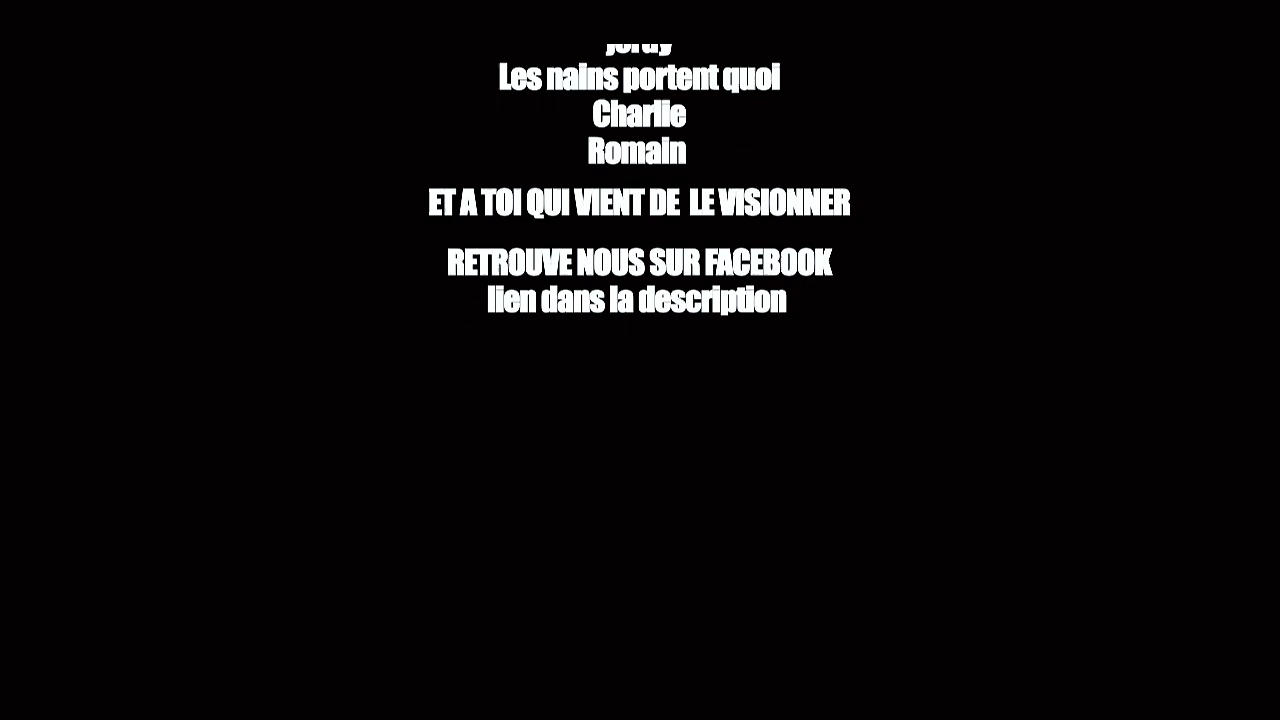 Les nains portent quoi
Charlie
Romain
ET A TOI QUI VIENT DE LE VISIONNER
RETROUVE NOUS SUR FACEBOOK
lien dans la description